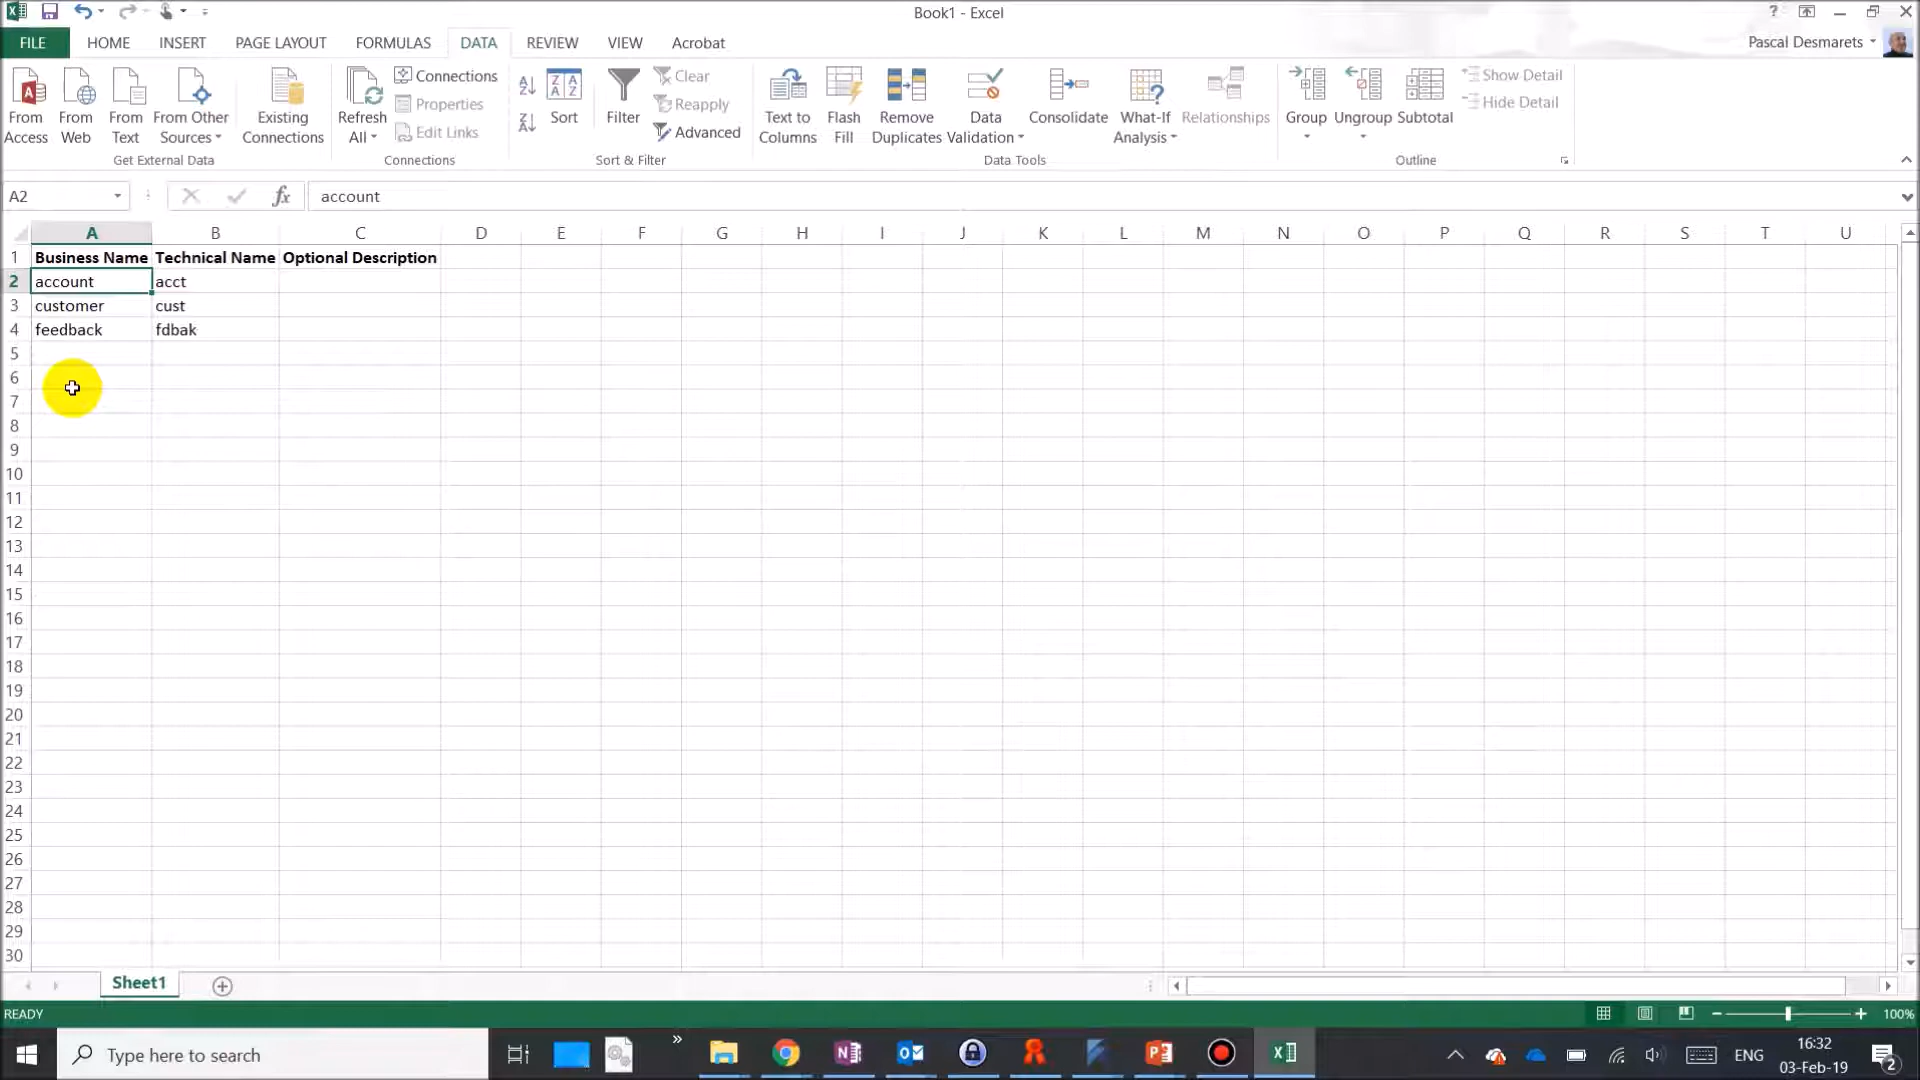 Book1 - Excel
?
FILE HOME INSERT PAGE LAYOUT FORMULAS DATA REVIEW VIEW Acrobat
Pascal Desmarets
From Access
From Web
From Text
From Other Sources
Existing Connections
Get External Data
Refresh All
Connections
Properties
Edit Links
Connections
Sort
Filter
Clear
Reapply
Advanced
Sort & Filter
Text to Columns
Flash Fill
Remove Duplicates
Data Validation
Consolidate
What-If Analysis
Relationships
Data Tools
Group
Ungroup
Subtotal
Show Detail
Hide Detail
Outline
A2 fx account
A B C D E F G H I J K L M N O P Q R S T U
1 Business Name Technical Name Optional Description
2 account acct
3 customer cust
4 feedback fdbak
5
6
7
8
9
10
11
12
13
14
15
16
17
18
19
20
21
22
23
24
25
26
27
28
29
30
Sheet1
READY
100%
Type here to search
ENG
16:32
03-Feb-19
2